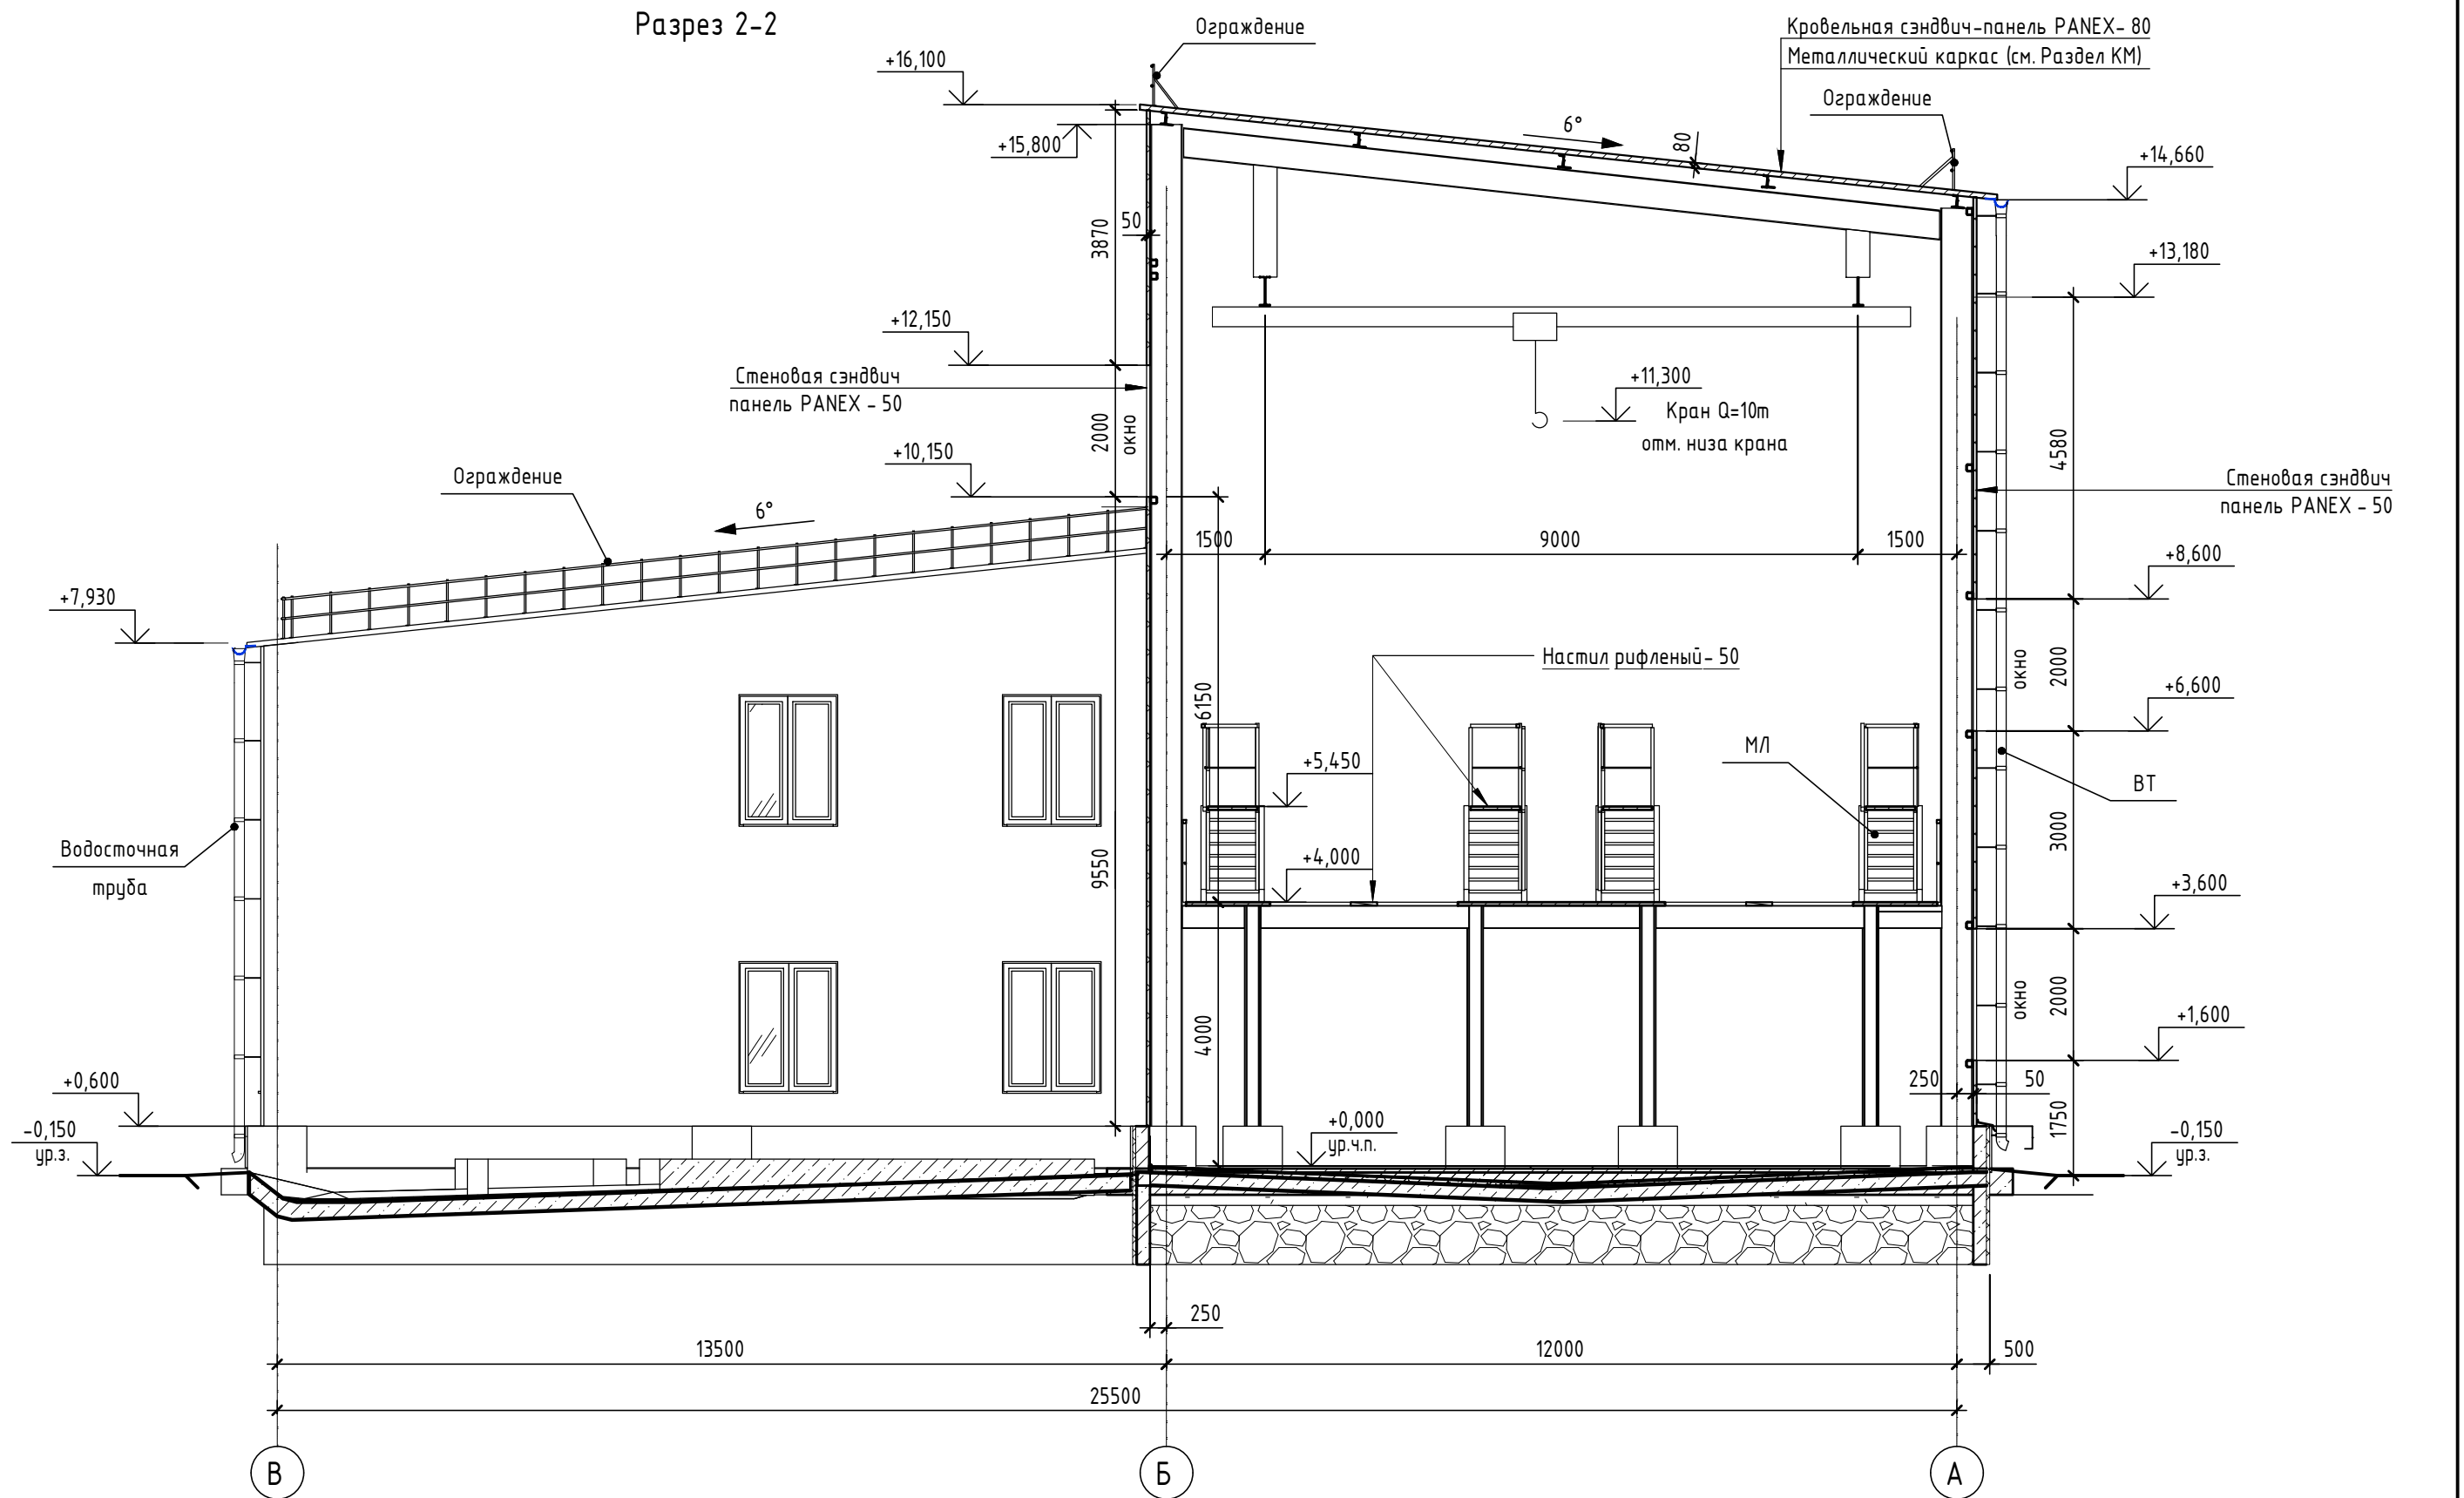 Разрез 2-2
Ограждение
Кровельная сэндвич-панель PANEX- 80
Металлический каркас (см. Раздел КМ)
+16,100
Ограждение
+15,800
6°
80
+14,660
50
3870
+13,180
+12,150
Стеновая сэндвич
панель PANEX - 50
+11,300
Кран Q=10т
отм. низа крана
2000
окно
+10,150
4580
Стеновая сэндвич
панель PANEX - 50
Ограждение
6°
1500
9000
1500
+8,600
+7,930
Настил рифленый- 50
окно
2000
+6,600
6150
МЛ
+5,450
ВТ
Водосточная
труба
9550
+4,000
3000
+3,600
4000
окно
2000
+1,600
+0,600
250
50
1750
-0,150
ур.з.
+0,000
ур.ч.п.
-0,150
ур.з.
250
13500
12000
500
25500
В
Б
А